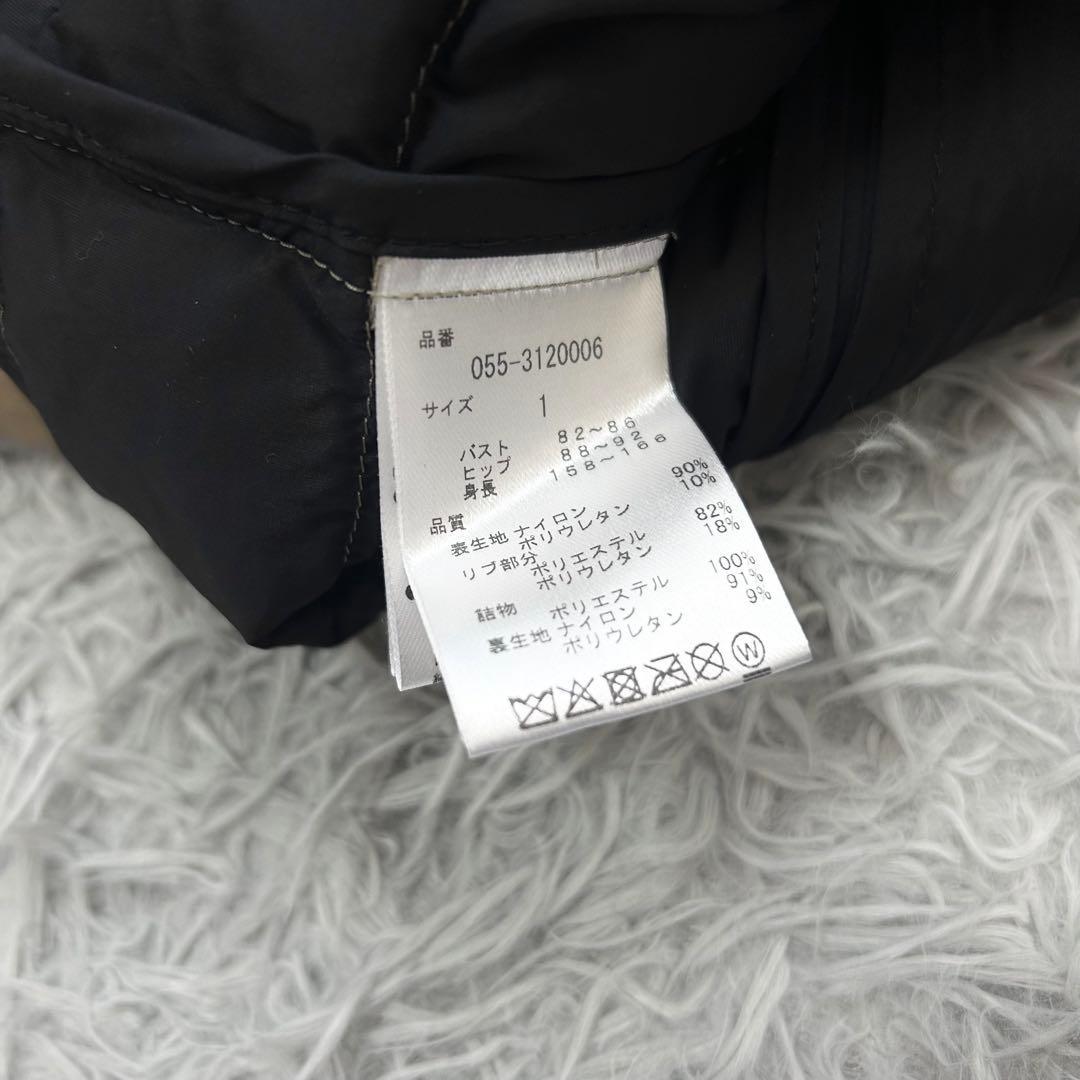 品番
055-3120006
サイズ 1
バスト 82～86
ヒップ 88～92
身長 158～166
品質
表生地 ナイロン 90%
ポリウレタン 10%
リブ部分 ポリエステル 82%
ポリウレタン 18%
詰物 ポリエステル 100%
裏生地 ナイロン 91%
ポリウレタン 9%
W